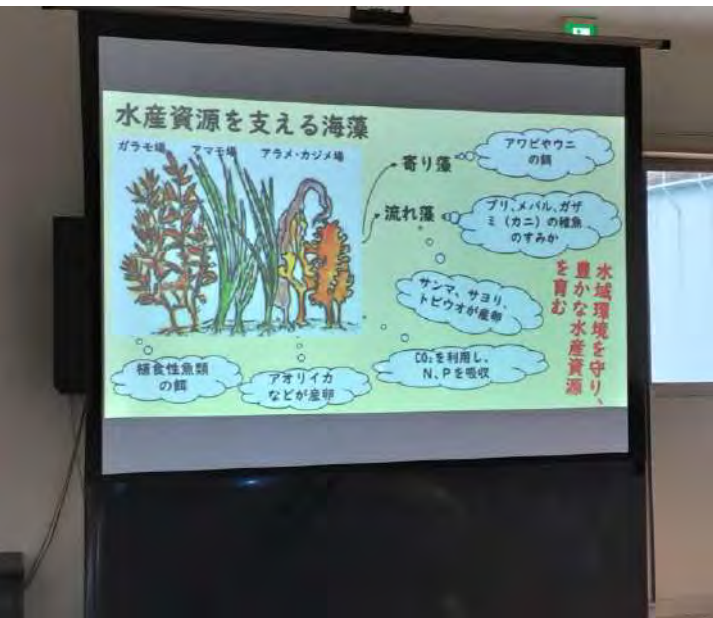 水産資源を支える海藻
ガラモ場
アマモ場
アラメ・カジメ場
寄り藻
アワビやウニ
の餌
流れ藻
ブリ、メバル、ガザ
ミ（カニ）の稚魚
のすみか
サンマ、サヨリ、
トビウオが産卵
CO₂を利用し、
N、Pを吸収
植食性魚類
の餌
アオリイカ
などが産卵
水域環境を守り、
豊かな水産資源
を育む